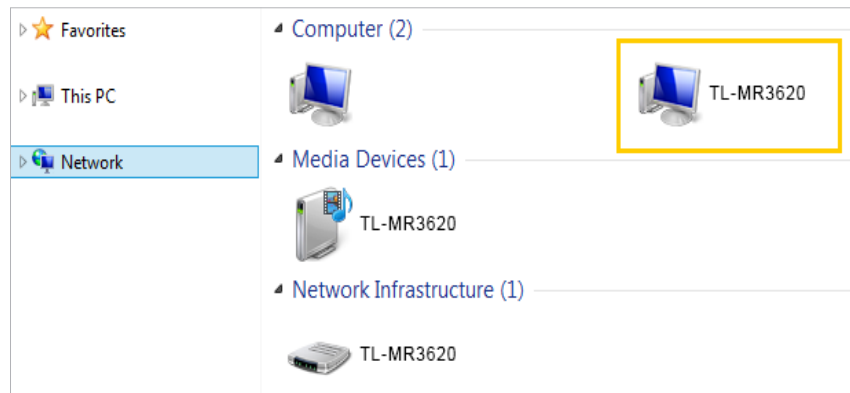 Favorites
This PC
Network
Computer (2)
TL-MR3620
Media Devices (1)
TL-MR3620
Network Infrastructure (1)
TL-MR3620